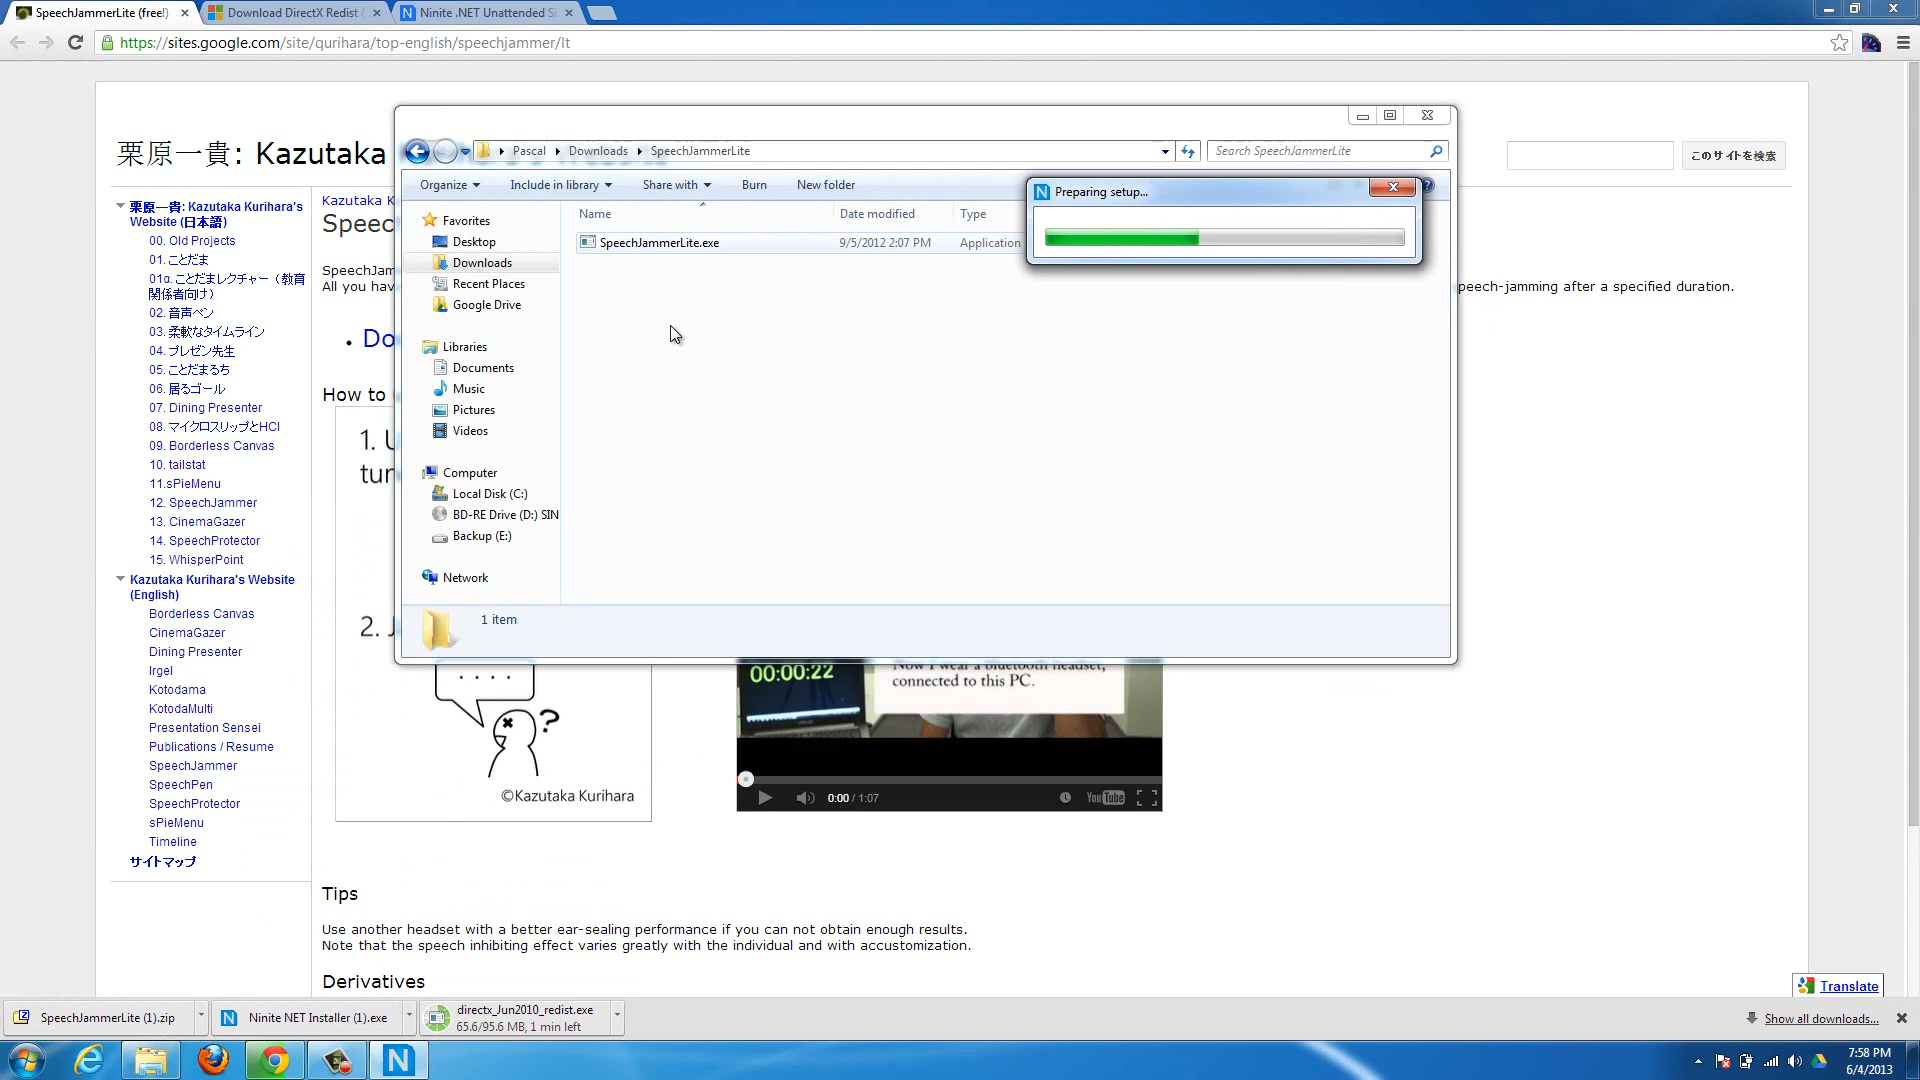 SpeechJammerLite (free!)
Download DirectX Redist (
Ninite .NET Unattended Si
https://sites.google.com/site/qurihara/top-english/speechjammer/lt
栗原一貴: Kazutaka
このサイトを検索
Pascal
Downloads
SpeechJammerLite
Search SpeechJammerLite
Organize
Include in library
Share with
Burn
New folder
Preparing setup...
Name
Date modified
Type
SpeechJammerLite.exe
9/5/2012 2:07 PM
Application
Favorites
Desktop
Downloads
Recent Places
Google Drive
Libraries
Documents
Music
Pictures
Videos
Computer
Local Disk (C:)
BD-RE Drive (D:) SIN
Backup (E:)
Network
1 item
栗原一貴: Kazutaka Kurihara's
Website (日本語)
00. Old Projects
01. ことだま
01α. ことだまレクチャー（教育
関係者向け）
02. 音声ペン
03. 柔軟なタイムライン
04. プレゼン先生
05. ことだまるち
06. 居るゴール
07. Dining Presenter
08. マイクロスリップとHCI
09. Borderless Canvas
10. tailstat
11.sPieMenu
12. SpeechJammer
13. CinemaGazer
14. SpeechProtector
15. WhisperPoint
Kazutaka Kurihara's Website
(English)
Borderless Canvas
CinemaGazer
Dining Presenter
Irgel
Kotodama
KotodaMulti
Presentation Sensei
Publications / Resume
SpeechJammer
SpeechPen
SpeechProtector
sPieMenu
Timeline
サイトマップ
Kazutaka K
Speec
SpeechJam
All you hav
peech-jamming after a specified duration.
Do
How to
1. U
tur
2. J
©Kazutaka Kurihara
00:00:22
Now I wear a bluetooth headset,
connected to this PC.
0:00 / 1:07
YouTube
Tips
Use another headset with a better ear-sealing performance if you can not obtain enough results.
Note that the speech inhibiting effect varies greatly with the individual and with accustomization.
Derivatives
Translate
SpeechJammerLite (1).zip
Ninite NET Installer (1).exe
directx_Jun2010_redist.exe
65.6/95.6 MB, 1 min left
Show all downloads...
7:58 PM
6/4/2013